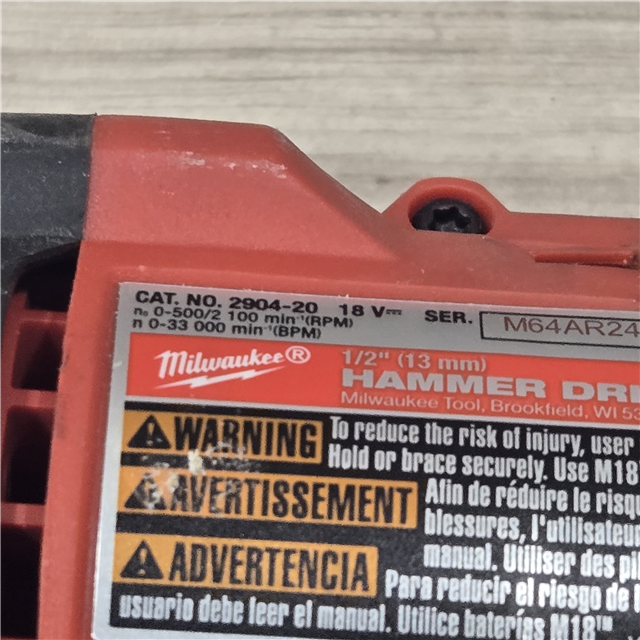 CAT. NO. 2904-20 18 V⎓ SER. M64AR24
n₀ 0-500/2 100 min⁻¹(RPM)
n 0-33 000 min⁻¹(BPM)
Milwaukee® 1/2" (13 mm)
HAMMER DRI
Milwaukee Tool, Brookfield, WI 53
WARNING To reduce the risk of injury, user
Hold or brace securely. Use M18
AVERTISSEMENT Afin de réduire le risq
blessures, l'utilisateu
manual. Utiliser des pi
ADVERTENCIA Para reducir el riesgo de l
usuario debe leer el manual. Utilice baterías M18™